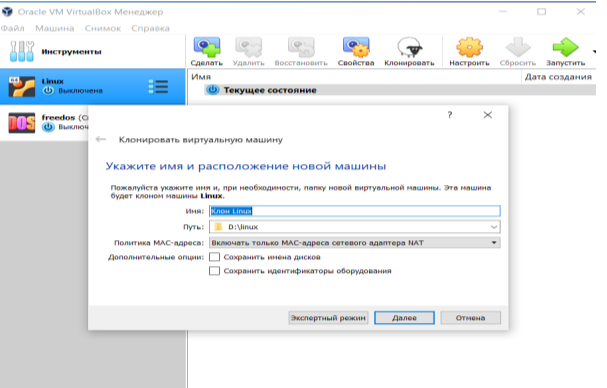 Oracle VM VirtualBox Менеджер
Файл Машина Снимок Справка
Инструменты
Сделать Удалить Восстановить Свойства Клонировать Настроить Сбросить Запустить
Имя Дата создания
64 Linux
Выключена
Текущее состояние
DOS freedos (C
Выключ
? ×
Клонировать виртуальную машину
Укажите имя и расположение новой машины
Пожалуйста укажите имя и, при необходимости, папку новой виртуальной машины. Эта машина
будет клоном машины Linux.
Имя: Клон Linux
Путь: D:\linux
Политика MAC-адреса: Включать только MAC-адреса сетевого адаптера NAT
Дополнительные опции: Сохранить имена дисков
Сохранить идентификаторы оборудования
Экспертный режим Далее Отмена